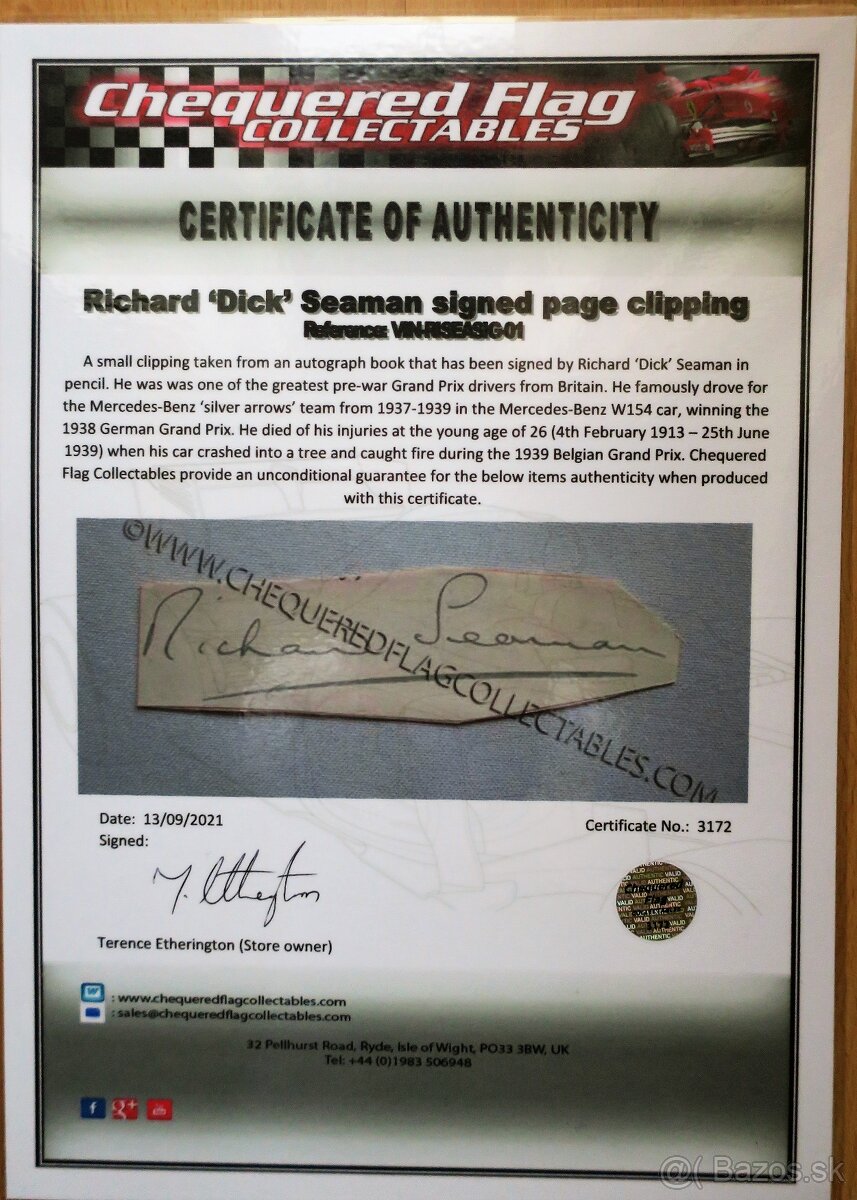 Chequered Flag
COLLECTABLES
CERTIFICATE OF AUTHENTICITY
Richard ‘Dick’ Seaman signed page clipping
Reference: VIN-RISEASIG-01
A small clipping taken from an autograph book that has been signed by Richard ‘Dick’ Seaman in
pencil. He was was one of the greatest pre-war Grand Prix drivers from Britain. He famously drove for
the Mercedes-Benz ‘silver arrows’ team from 1937-1939 in the Mercedes-Benz W154 car, winning the
1938 German Grand Prix. He died of his injuries at the young age of 26 (4th February 1913 – 25th June
1939) when his car crashed into a tree and caught fire during the 1939 Belgian Grand Prix. Chequered
Flag Collectables provide an unconditional guarantee for the below items authenticity when produced
with this certificate.
©WWW.CHEQUEREDFLAGCOLLECTABLES.COM
Richard Seaman
Date: 13/09/2021
Certificate No.: 3172
Signed:
T. Etherington
Terence Etherington (Store owner)
: www.chequeredflagcollectables.com
: sales@chequeredflagcollectables.com
32 Pellhurst Road, Ryde, Isle of Wight, PO33 3BW, UK
Tel: +44 (0)1983 506948
@( Bazos.sk